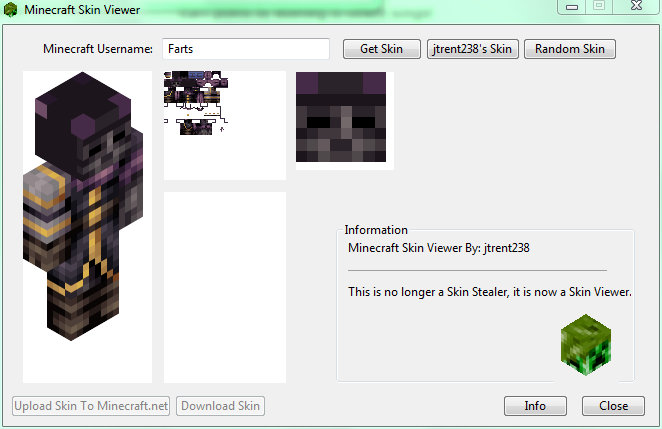 Minecraft Skin Viewer
Minecraft Username: Farts Get Skin jtrent238's Skin Random Skin
Information
Minecraft Skin Viewer By: jtrent238
This is no longer a Skin Stealer, it is now a Skin Viewer.
Upload Skin To Minecraft.net Download Skin Info Close